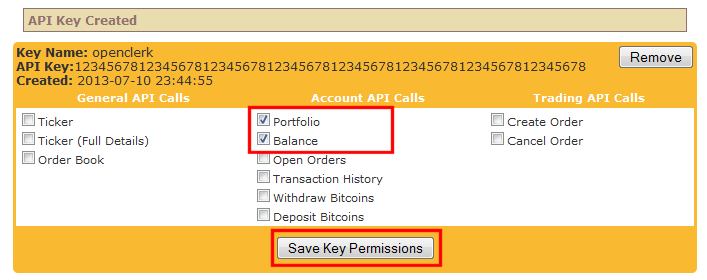 API Key Created
Key Name: openclerk
API Key:1234567812345678123456781234567812345678123456781234567812345678
Remove
Created: 2013-07-10 23:44:55
General API Calls
Account API Calls
Trading API Calls
Ticker
Portfolio
Create Order
Ticker (Full Details)
Balance
Cancel Order
Order Book
Open Orders
Transaction History
Withdraw Bitcoins
Deposit Bitcoins
Save Key Permissions